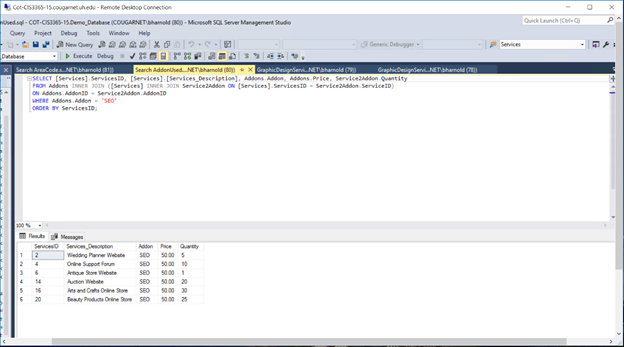 Cot-CIS3365-15.cougarnet.uh.edu - Remote Desktop Connection
nUsed.sql - COT-CIS3365-15.Demo_Database (COUGARNET\bharnold (80)) - Microsoft SQL Server Management Studio
Quick Launch (Ctrl+Q)
Query Project Debug Tools Window Help
New Query
Generic Debugger
Services
Database
Execute Debug
Search AreaCode.s....NET\bharnold (81))
Search AddonUsed....NET\bharnold (80))
GraphicDesignServi...NET\bharnold (79))
GraphicDesignServi...NET\bharnold (78))
SELECT [Services].ServicesID, [Services].[Services_Description], Addons.Addon, Addons.Price, Service2Addon.Quantity
FROM Addons INNER JOIN ([Services] INNER JOIN Service2Addon ON [Services].ServicesID = Service2Addon.ServiceID)
ON Addons.AddonID = Service2Addon.AddonID
WHERE Addons.Addon = 'SEO'
ORDER BY ServicesID;
100 %
Results Messages
ServicesID Services_Description Addon Price Quantity
1 2 Wedding Planner Website SEO 50.00 5
2 4 Online Support Forum SEO 50.00 10
3 6 Antique Store Website SEO 50.00 1
4 14 Auction Website SEO 50.00 20
5 16 Arts and Crafts Online Store SEO 50.00 30
6 20 Beauty Products Online Store SEO 50.00 25